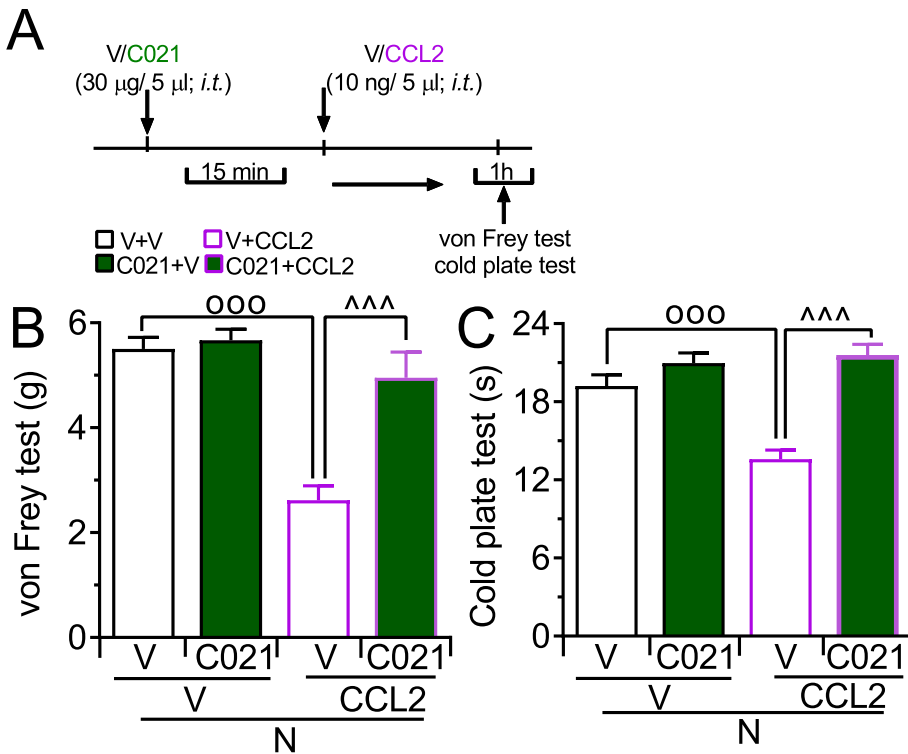 A
V/C021
(30 µg/ 5 µl; i.t.)
V/CCL2
(10 ng/ 5 µl; i.t.)
15 min
1h
von Frey test
cold plate test
V+V
V+CCL2
C021+V
C021+CCL2
B
von Frey test (g)
6
4
2
0
ooo
^^^
V
C021
V
C021
V
CCL2
N
C
Cold plate test (s)
24
18
12
6
0
ooo
^^^
V
C021
V
C021
V
CCL2
N